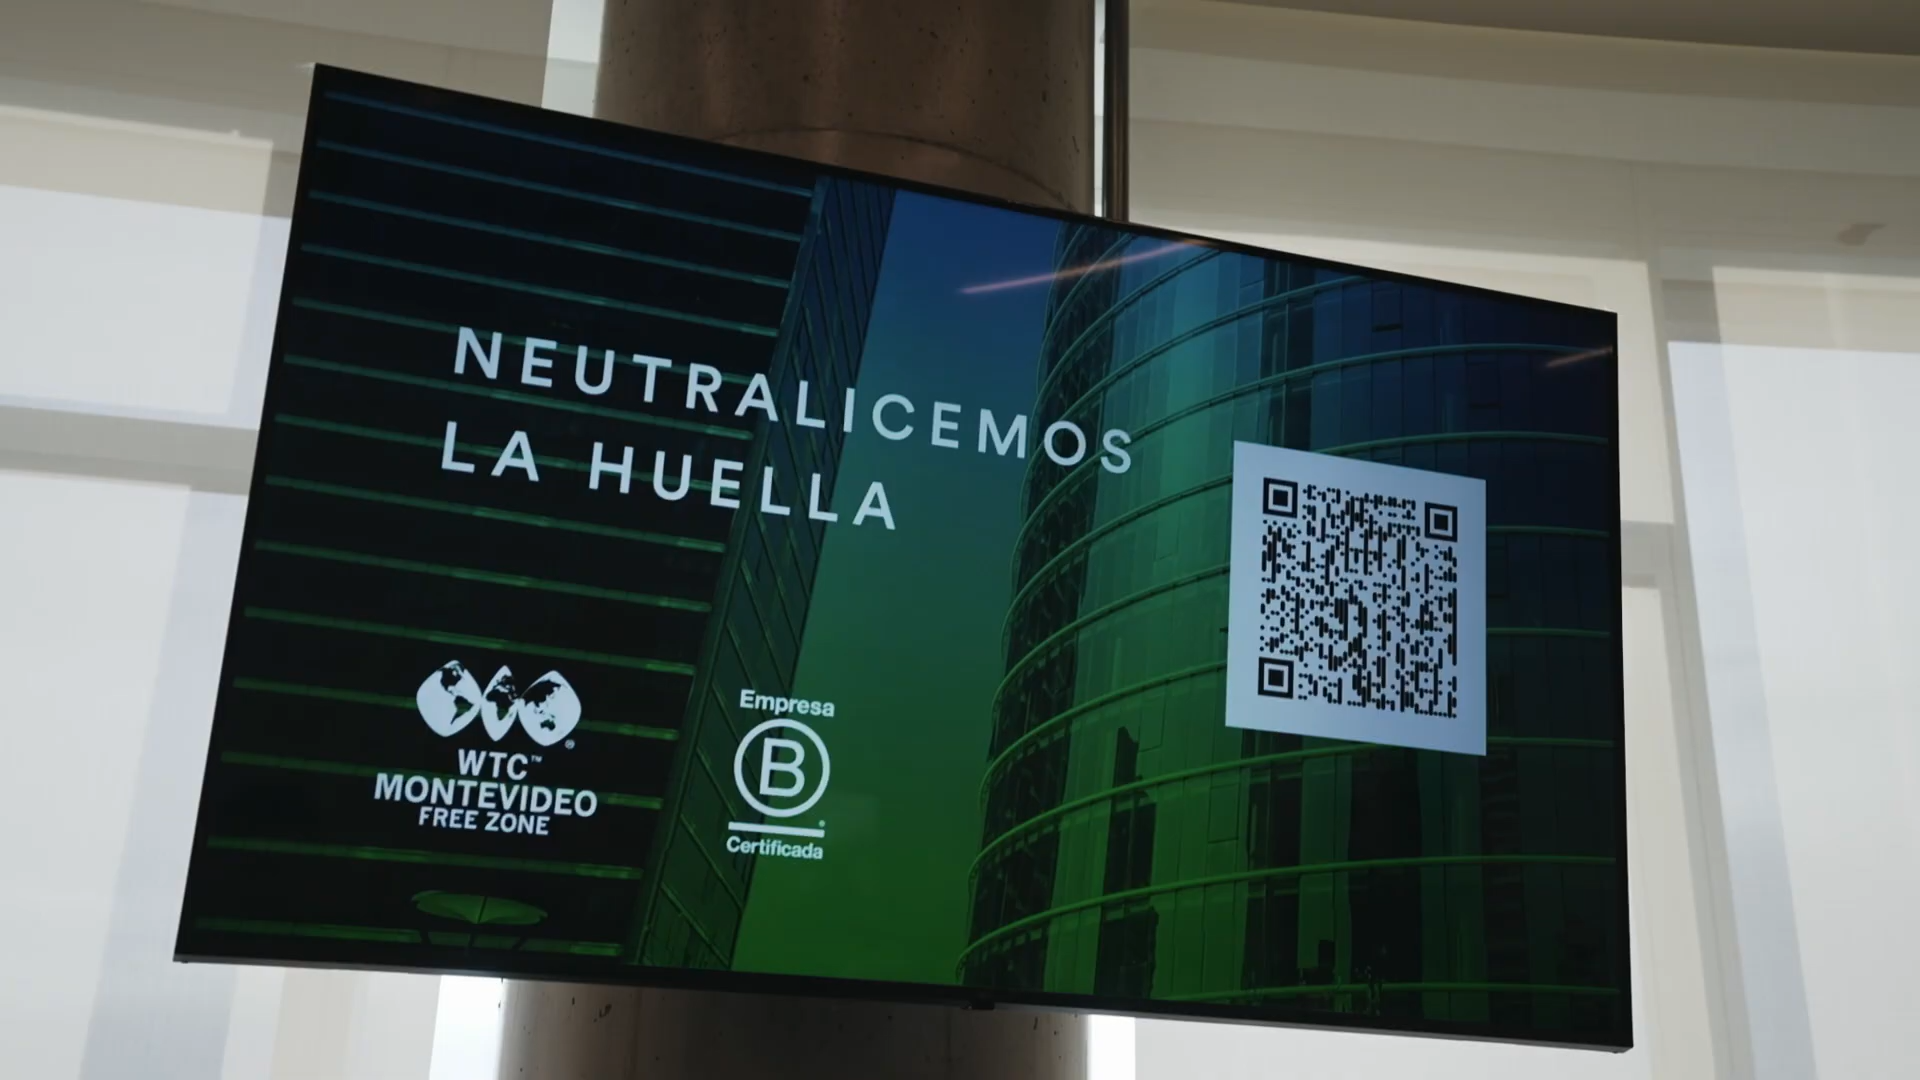 NEUTRALICEMOS
LA HUELLA
WTC™
MONTEVIDEO
FREE ZONE
Empresa
B
Certificada